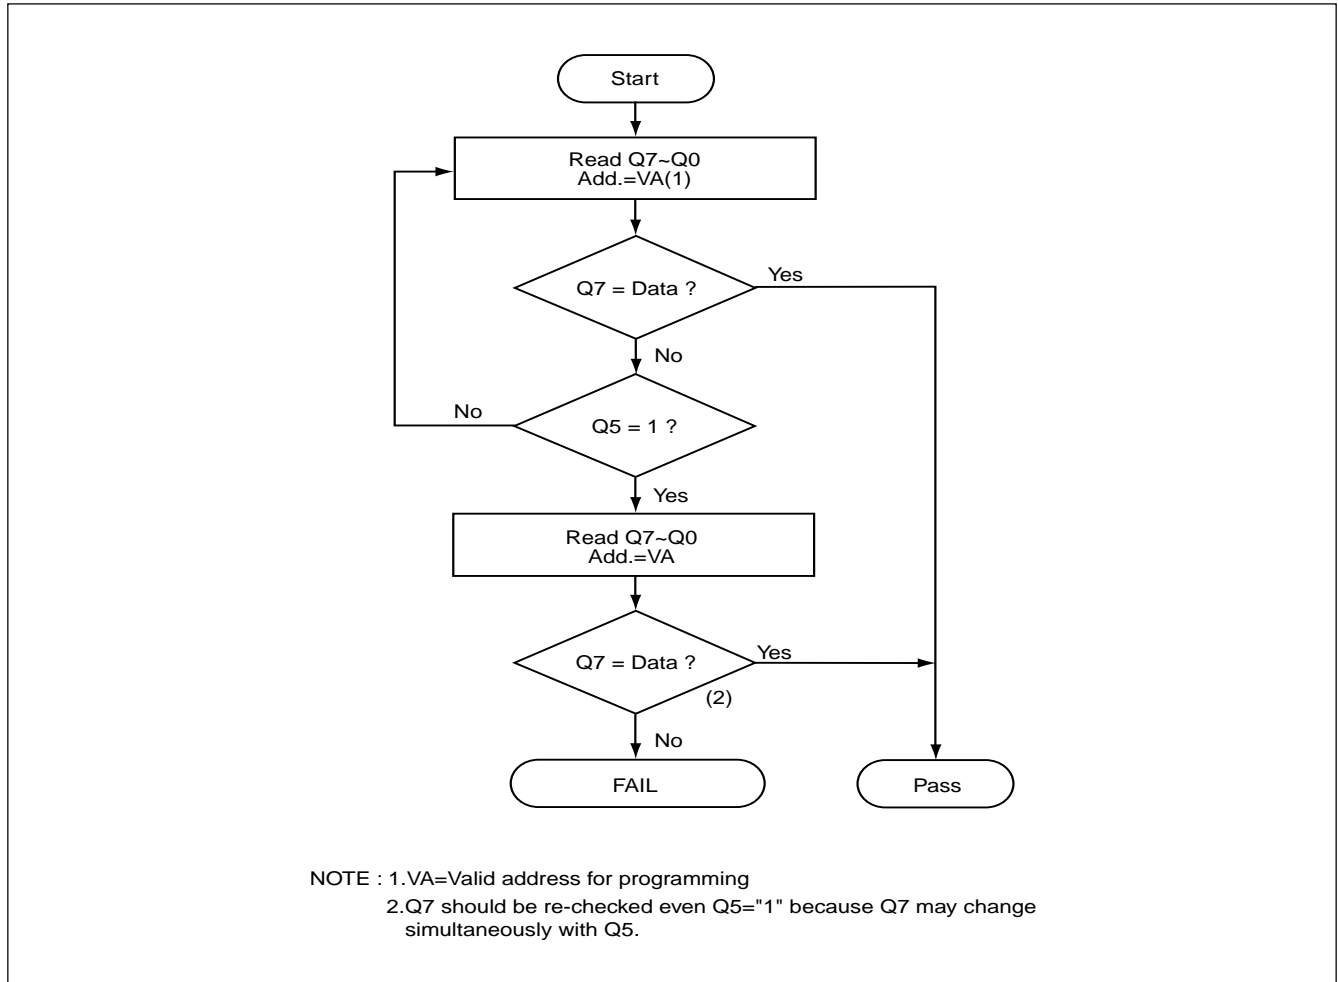 Start
Read Q7~Q0
Add.=VA(1)
Q7 = Data ?
Yes
No
Q5 = 1 ?
No
Yes
Read Q7~Q0
Add.=VA
Q7 = Data ?
Yes
(2)
No
FAIL
Pass
NOTE : 1.VA=Valid address for programming
2.Q7 should be re-checked even Q5="1" because Q7 may change
simultaneously with Q5.